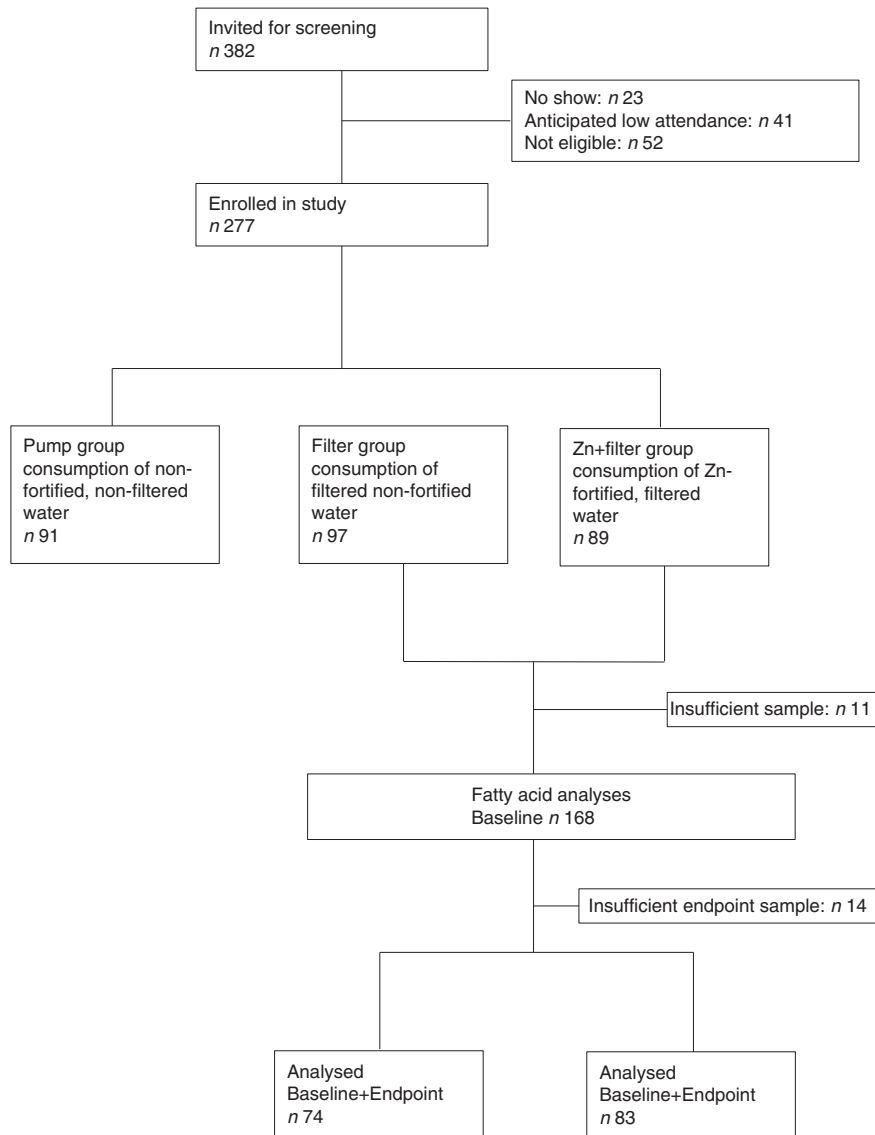 Invited for screening
n 382
No show: n 23
Anticipated low attendance: n 41
Not eligible: n 52
Enrolled in study
n 277
Pump group
consumption of non-
fortified, non-filtered
water
n 91
Filter group
consumption of
filtered non-fortified
water
n 97
Zn+filter group
consumption of Zn-
fortified, filtered
water
n 89
Insufficient sample: n 11
Fatty acid analyses
Baseline n 168
Insufficient endpoint sample: n 14
Analysed
Baseline+Endpoint
n 74
Analysed
Baseline+Endpoint
n 83